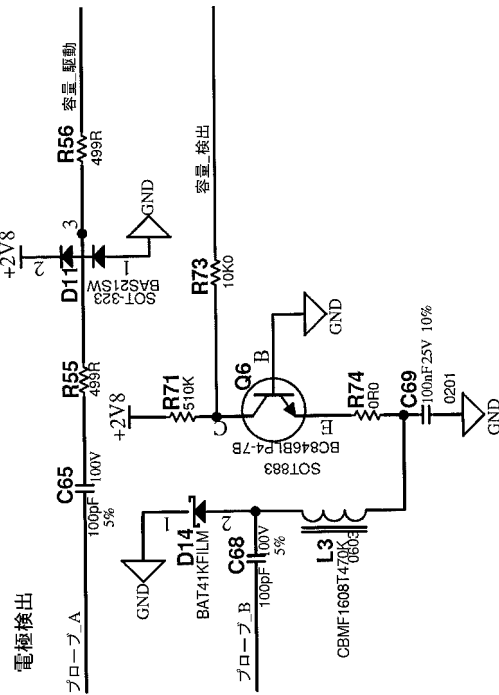 電極検出
プローブ_A
C65
100pF
100V
5%
R55
499R
+2V8
2
D11
3
1
SOT-323
BAS21SW
GND
R56
499R
容量_駆動
+2V8
R71
510K
C
R73
10K0
容量_検出
Q6
B
E
GND
SOT883
BC846BLP4-7B
R74
0R0
C69
100nF25V 10%
0201
GND
GND
1
D14
2
BAT41KFILM
プローブ_B
C68
100pF
100V
5%
L3
CBMF1608T470K
0603